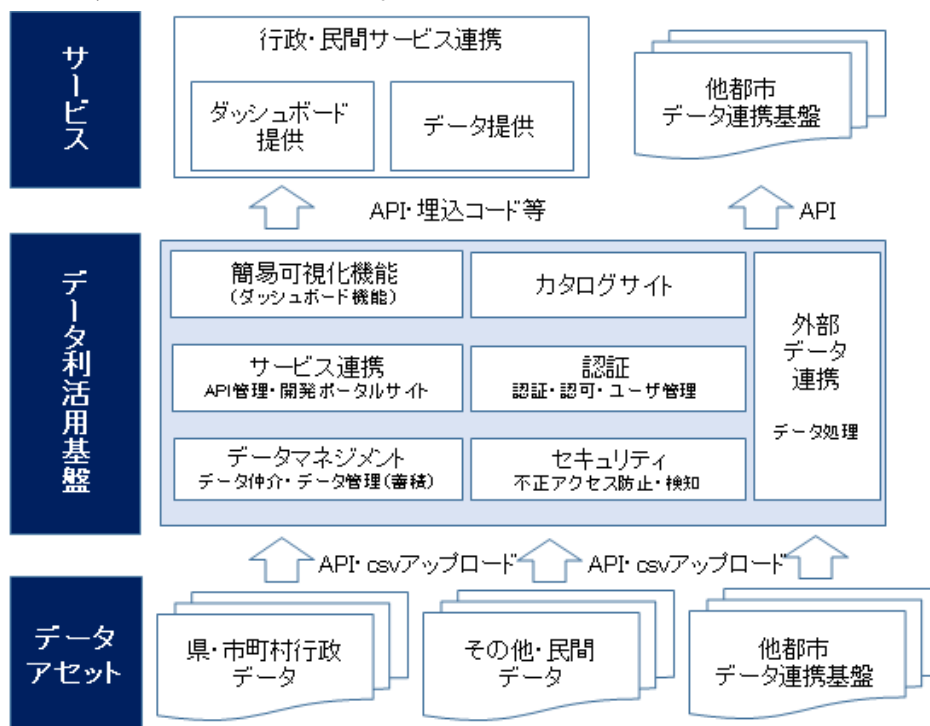 サービス
行政・民間サービス連携
ダッシュボード
提供
データ提供
他都市
データ連携基盤
API・埋込コード等
API
データ利活用基盤
簡易可視化機能
(ダッシュボード機能)
カタログサイト
サービス連携
API管理・開発ポータルサイト
認証
認証・認可・ユーザ管理
データマネジメント
データ仲介・データ管理(蓄積)
セキュリティ
不正アクセス防止・検知
外部
データ
連携
データ処理
API・csvアップロード
API・csvアップロード
データ
アセット
県・市町村行政
データ
その他・民間
データ
他都市
データ連携基盤